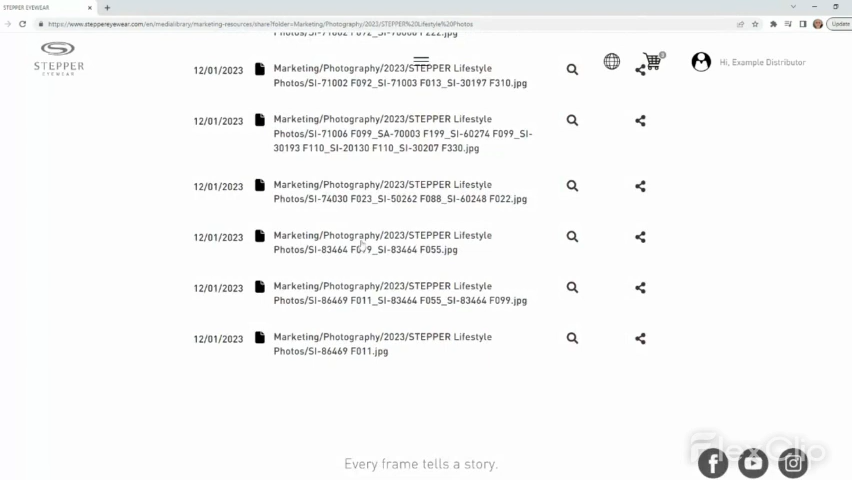 STEPPER EYEWEAR
https://www.steppereyewear.com/en/medialibrary/marketing-resources/share?folder=Marketing/Photography/2023/STEPPER%20Lifestyle%20Photos
Update
STEPPER
EYEWEAR
0
Hi, Example Distributor
12/01/2023
Marketing/Photography/2023/STEPPER Lifestyle
Photos/SI-71002 F092_SI-71003 F013_SI-30197 F310.jpg
12/01/2023
Marketing/Photography/2023/STEPPER Lifestyle
Photos/SI-71006 F099_SA-70003 F199_SI-60274 F099_SI-
30193 F110_SI-20130 F110_SI-30207 F330.jpg
12/01/2023
Marketing/Photography/2023/STEPPER Lifestyle
Photos/SI-74030 F023_SI-50262 F088_SI-60248 F022.jpg
12/01/2023
Marketing/Photography/2023/STEPPER Lifestyle
Photos/SI-83464 F099_SI-83464 F055.jpg
12/01/2023
Marketing/Photography/2023/STEPPER Lifestyle
Photos/SI-86469 F011_SI-83464 F055_SI-83464 F099.jpg
12/01/2023
Marketing/Photography/2023/STEPPER Lifestyle
Photos/SI-86469 F011.jpg
Every frame tells a story.
FlexClip